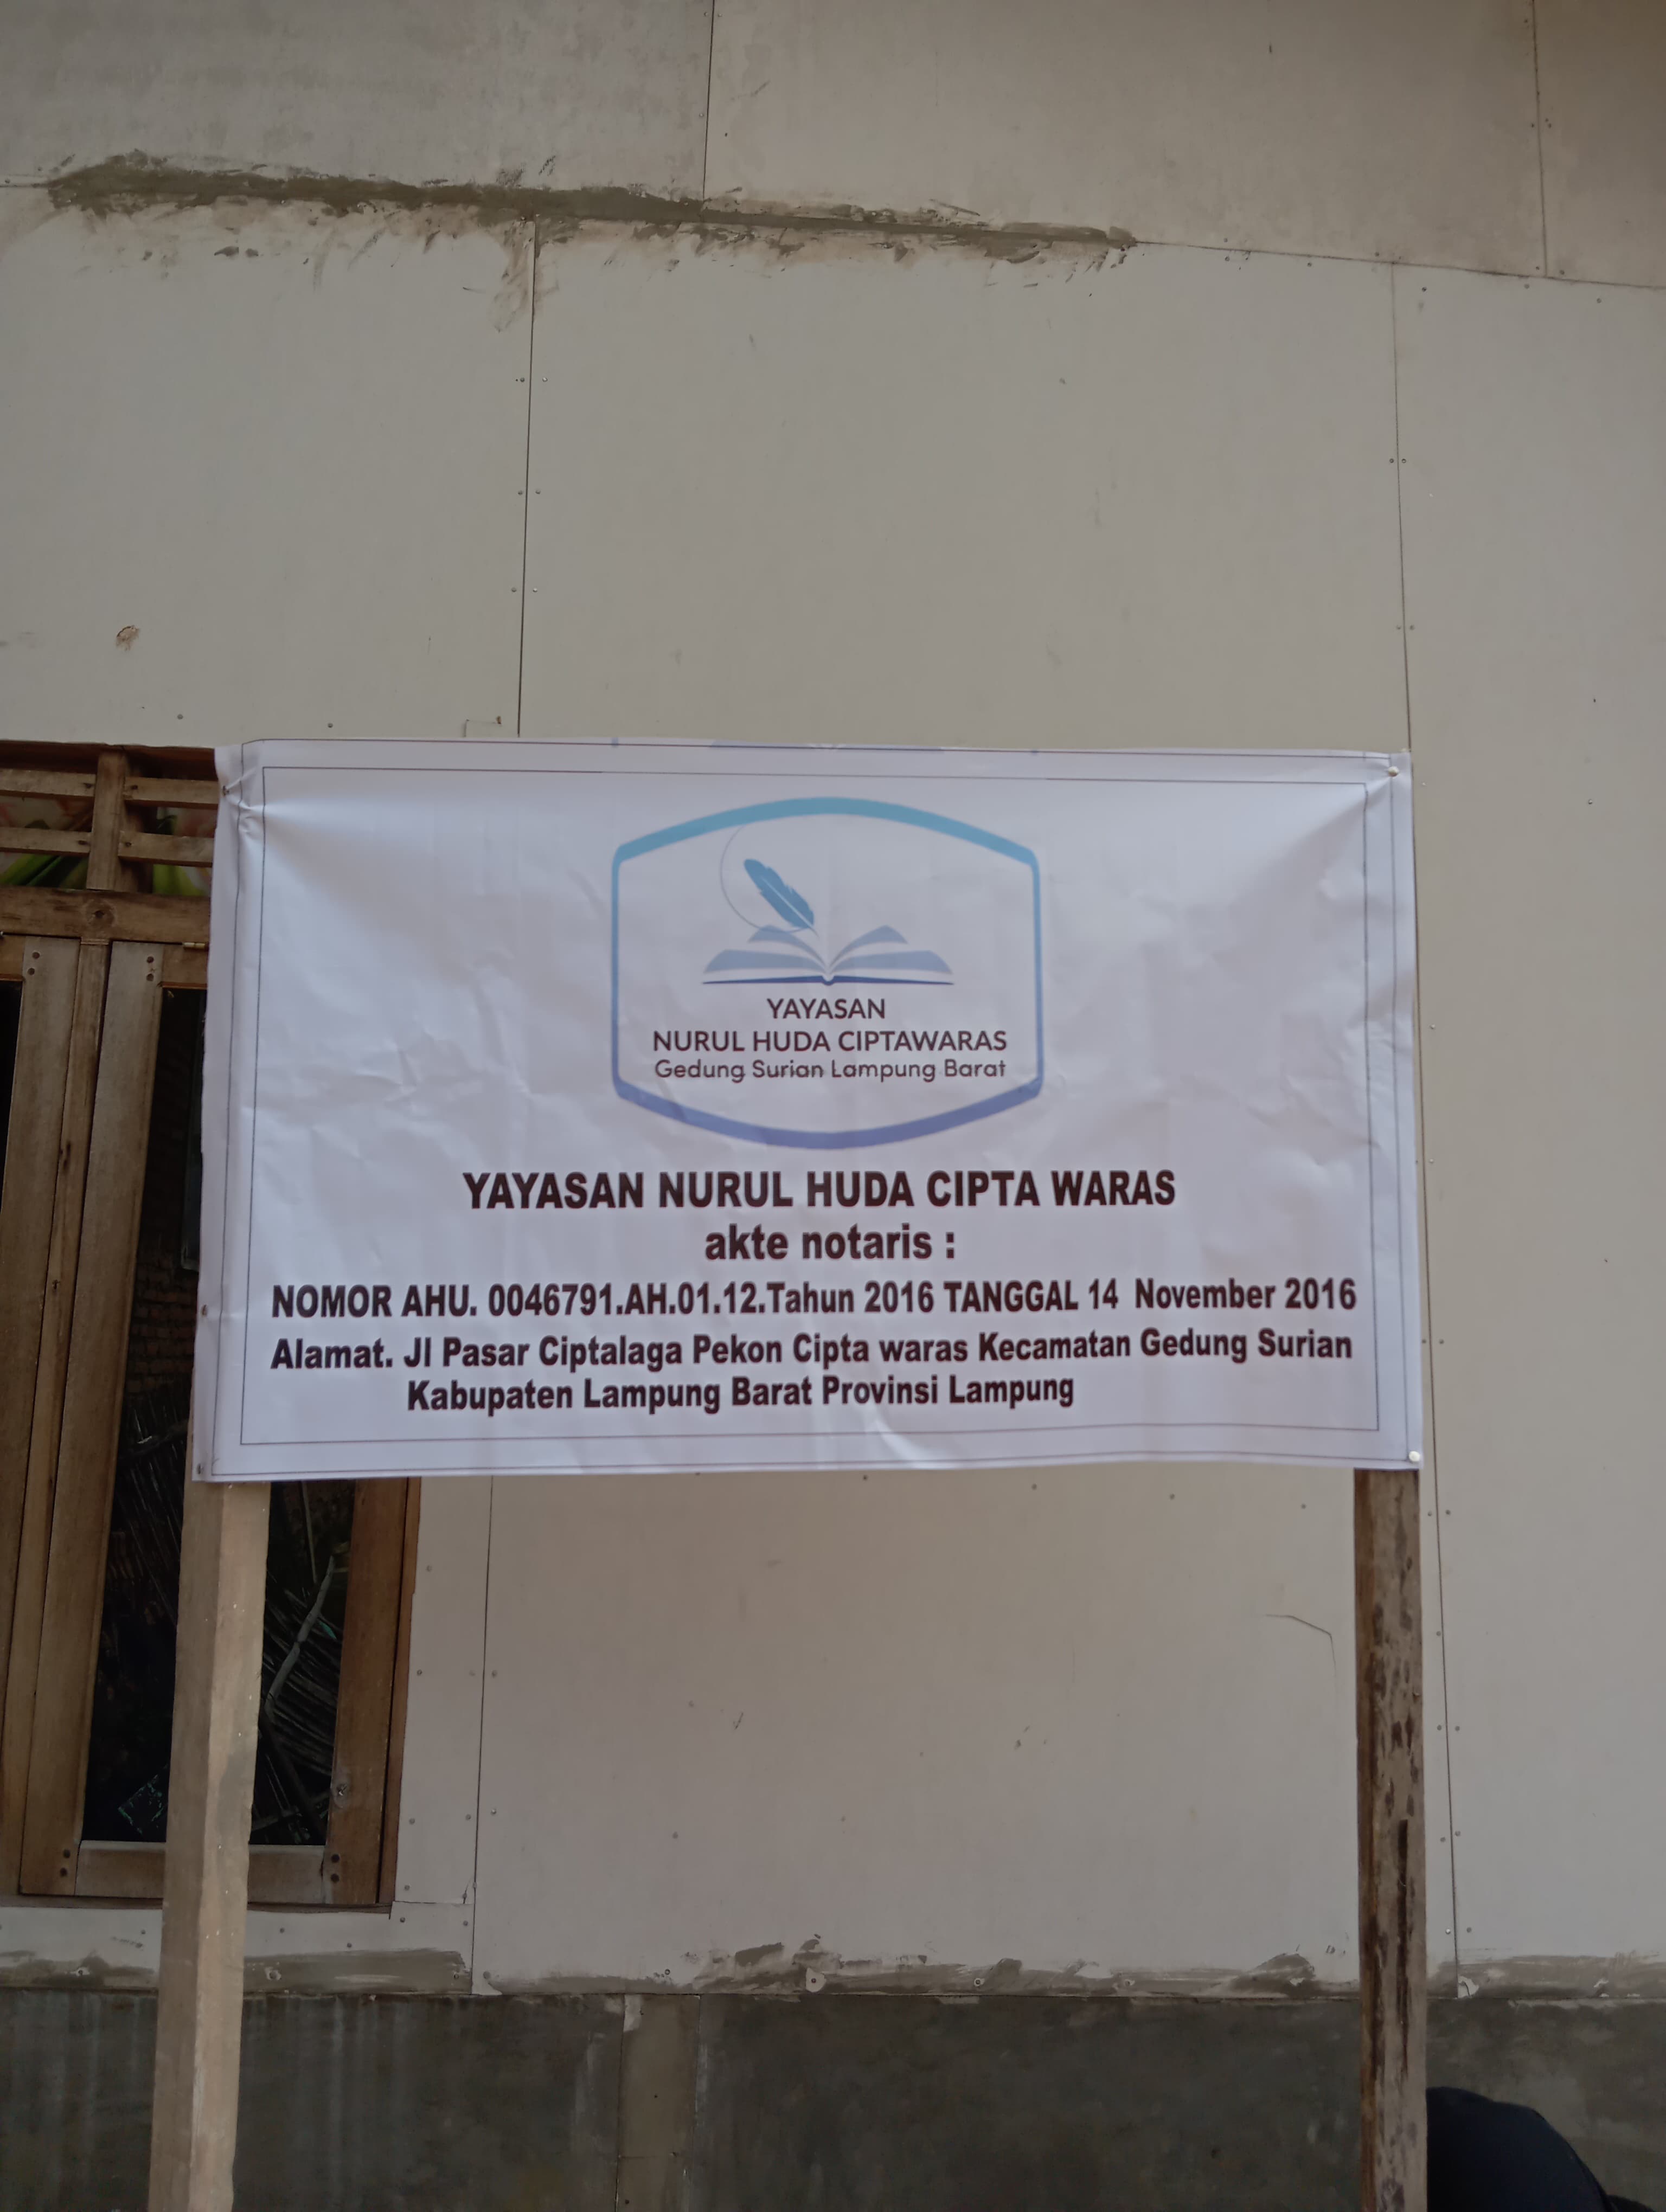 YAYASAN
NURUL HUDA CIPTAWARAS
Gedung Surian Lampung Barat
YAYASAN NURUL HUDA CIPTA WARAS
akte notaris :
NOMOR AHU. 0046791.AH.01.12.Tahun 2016 TANGGAL 14 November 2016
Alamat. Jl Pasar Ciptalaga Pekon Cipta waras Kecamatan Gedung Surian
Kabupaten Lampung Barat Provinsi Lampung